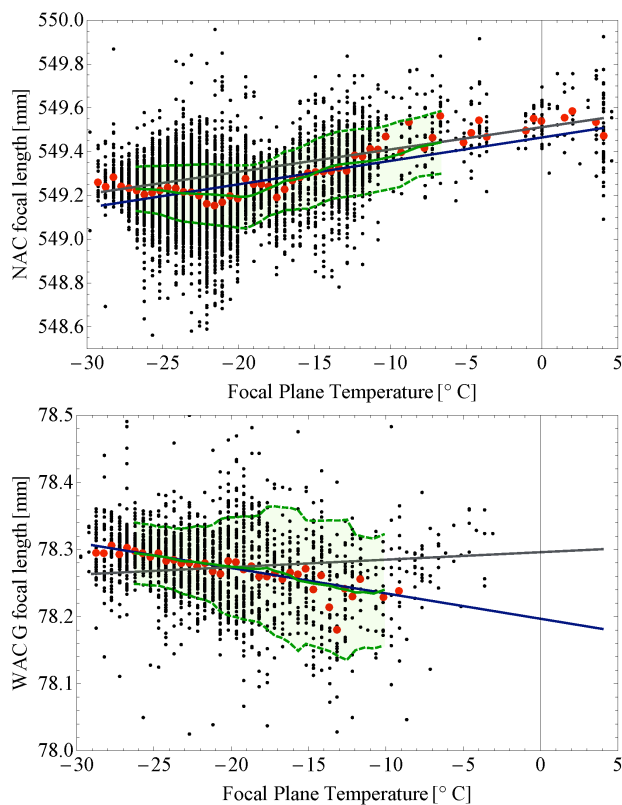 550.0
549.8
549.6
549.4
549.2
549.0
548.8
548.6
NAC focal length [mm]
−30 −25 −20 −15 −10 −5 0 5
Focal Plane Temperature [° C]
78.5
78.4
78.3
78.2
78.1
78.0
WAC G focal length [mm]
−30 −25 −20 −15 −10 −5 0 5
Focal Plane Temperature [° C]